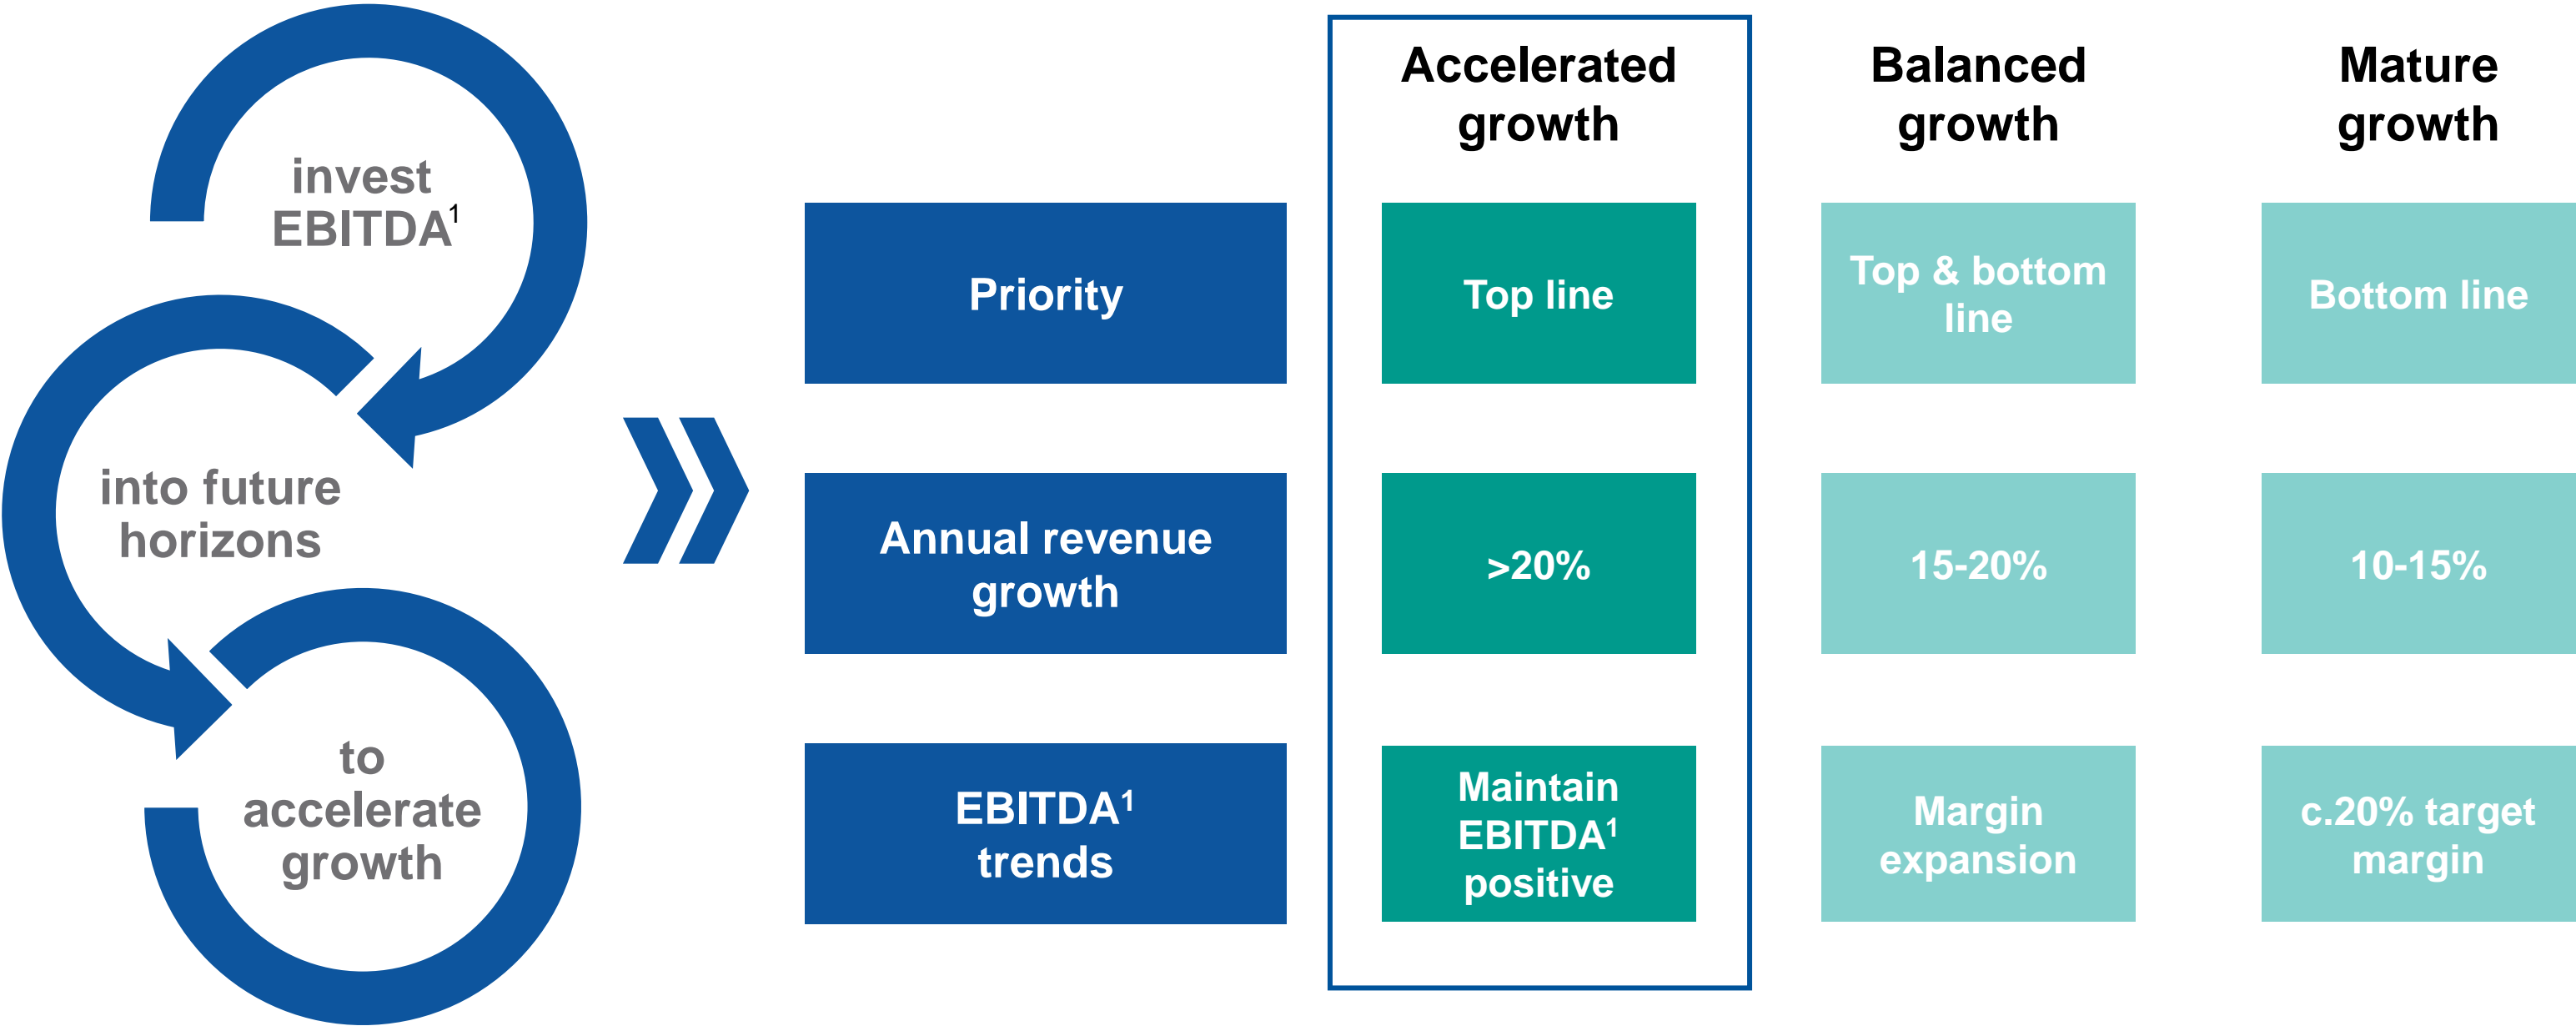 invest
EBITDA¹
into future
horizons
to
accelerate
growth
Accelerated
growth
Balanced
growth
Mature
growth
Priority
Top line
Top & bottom
line
Bottom line
Annual revenue
growth
>20%
15-20%
10-15%
EBITDA¹
trends
Maintain
EBITDA¹
positive
Margin
expansion
c.20% target
margin